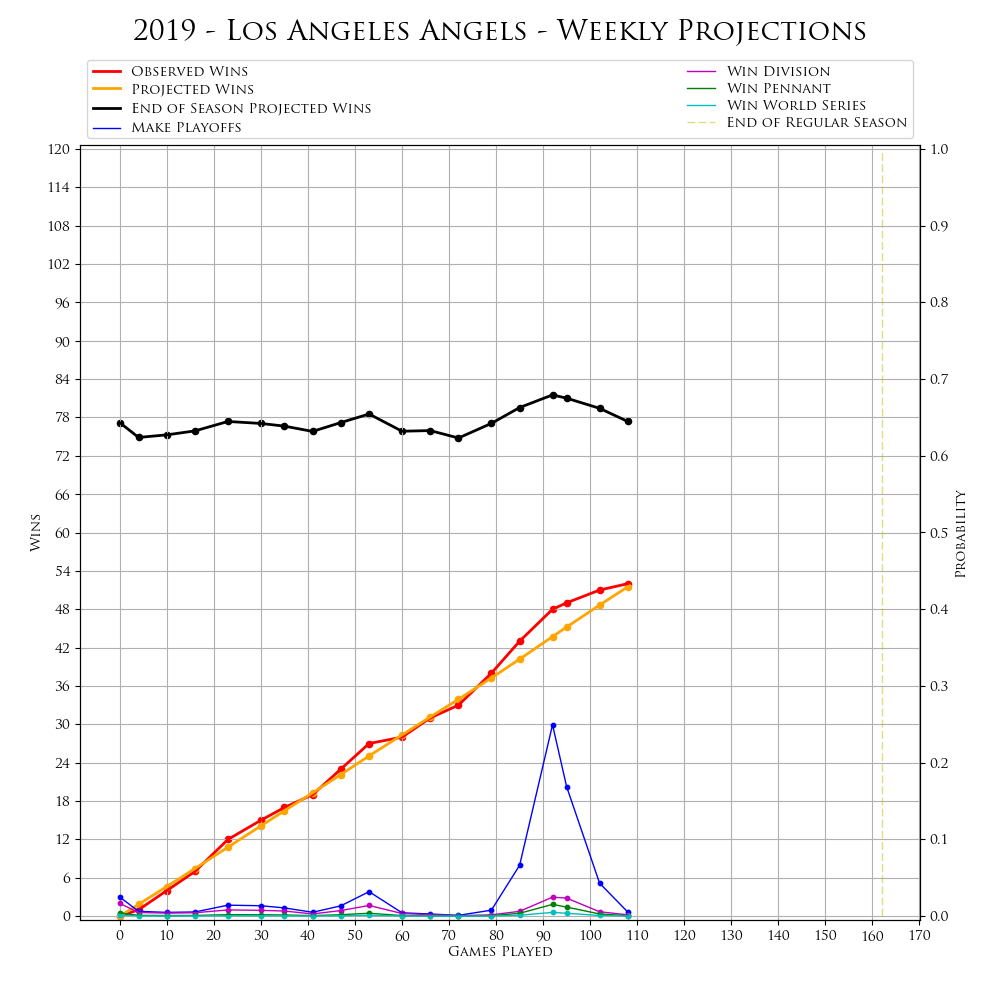 2019 - Los Angeles Angels - Weekly Projections
Observed Wins
Projected Wins
End of Season Projected Wins
Make Playoffs
Win Division
Win Pennant
Win World Series
End of Regular Season
120
114
108
102
96
90
84
78
72
66
60
54
48
42
36
30
24
18
12
6
0
Wins
1.0
0.9
0.8
0.7
0.6
0.5
0.4
0.3
0.2
0.1
0.0
Probability
0 10 20 30 40 50 60 70 80 90 100 110 120 130 140 150 160 170
Games Played